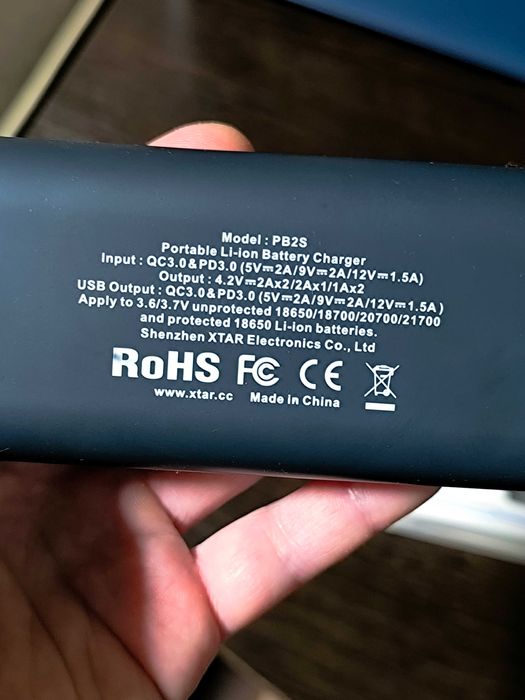 Model : PB2S
Portable Li-ion Battery Charger
Input : QC3.0 & PD3.0 (5V⎓2A/9V⎓2A/12V⎓1.5A)
Output : 4.2V⎓2Ax2/2Ax1/1Ax2
USB Output : QC3.0 & PD3.0 (5V⎓2A/9V⎓2A/12V⎓1.5A)
Apply to 3.6/3.7V unprotected 18650/18700/20700/21700
and protected 18650 Li-ion batteries.
Shenzhen XTAR Electronics Co., Ltd
RoHS FC CE
www.xtar.cc Made in China